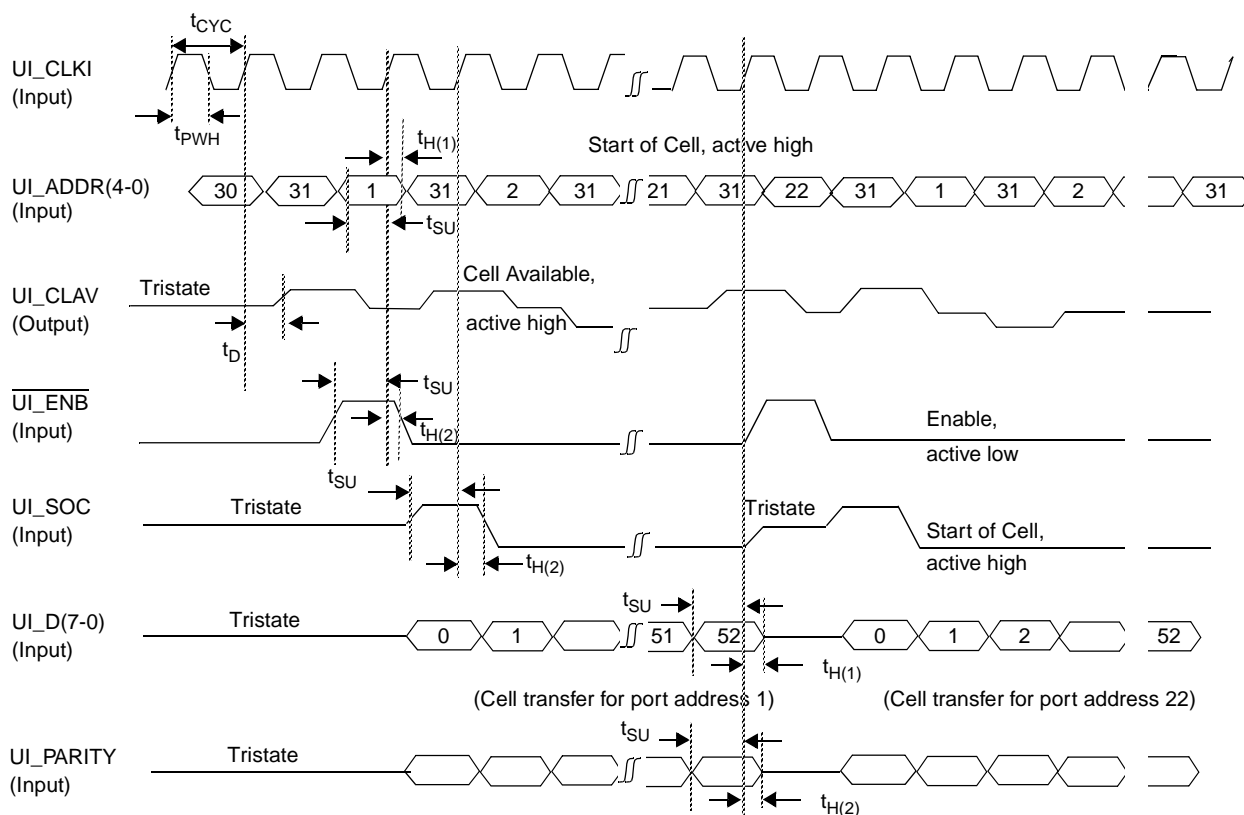 tCYC
UI_CLKI
(Input)
tPWH
tH(1)
Start of Cell, active high
UI_ADDR(4-0)
(Input)
30 31 1 31 2 31 21 31 22 31 1 31 2 31
tSU
UI_CLAV
(Output)
Tristate
Cell Available,
active high
tD
UI_ENB
(Input)
tSU
tH(2)
Enable,
active low
tSU
UI_SOC
(Input)
Tristate
Tristate
Start of Cell,
active high
tH(2)
tSU
UI_D(7-0)
(Input)
Tristate
0 1 51 52 0 1 2 52
tH(1)
(Cell transfer for port address 1)
(Cell transfer for port address 22)
tSU
UI_PARITY
(Input)
Tristate
tH(2)